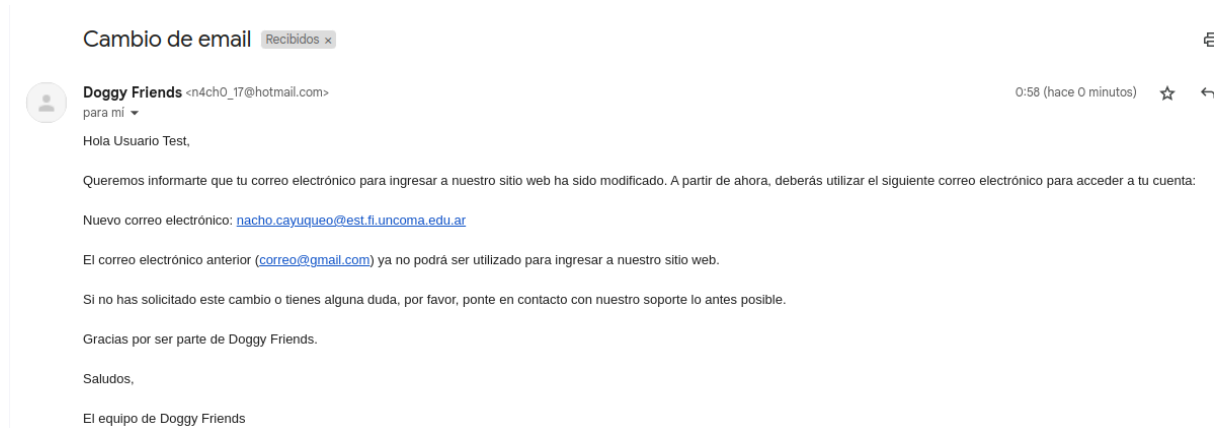 Cambio de email Recibidos ×
Doggy Friends <n4ch0_17@hotmail.com> 0:58 (hace 0 minutos)
para mí
Hola Usuario Test,
Queremos informarte que tu correo electrónico para ingresar a nuestro sitio web ha sido modificado. A partir de ahora, deberás utilizar el siguiente correo electrónico para acceder a tu cuenta:
Nuevo correo electrónico: nacho.cayuqueo@est.fi.uncoma.edu.ar
El correo electrónico anterior (correo@gmail.com) ya no podrá ser utilizado para ingresar a nuestro sitio web.
Si no has solicitado este cambio o tienes alguna duda, por favor, ponte en contacto con nuestro soporte lo antes posible.
Gracias por ser parte de Doggy Friends.
Saludos,
El equipo de Doggy Friends